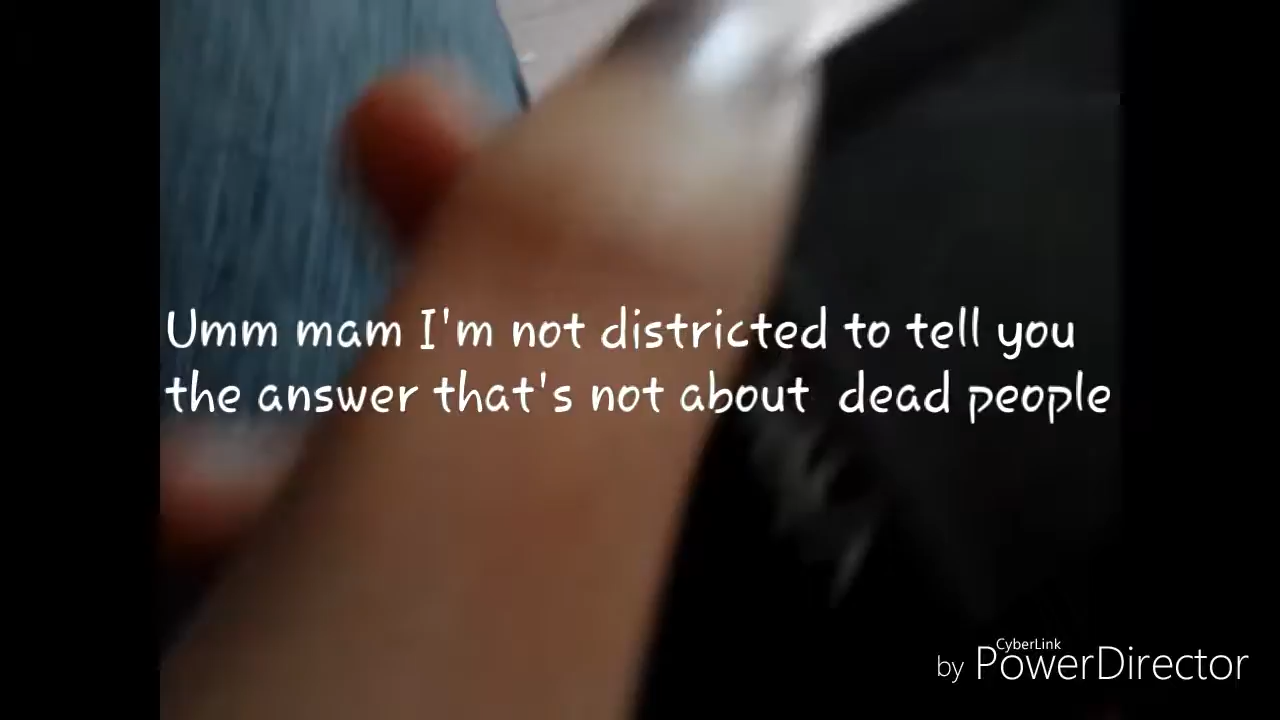 Umm mam I'm not districted to tell you
the answer that's not about dead people
CyberLink
by PowerDirector